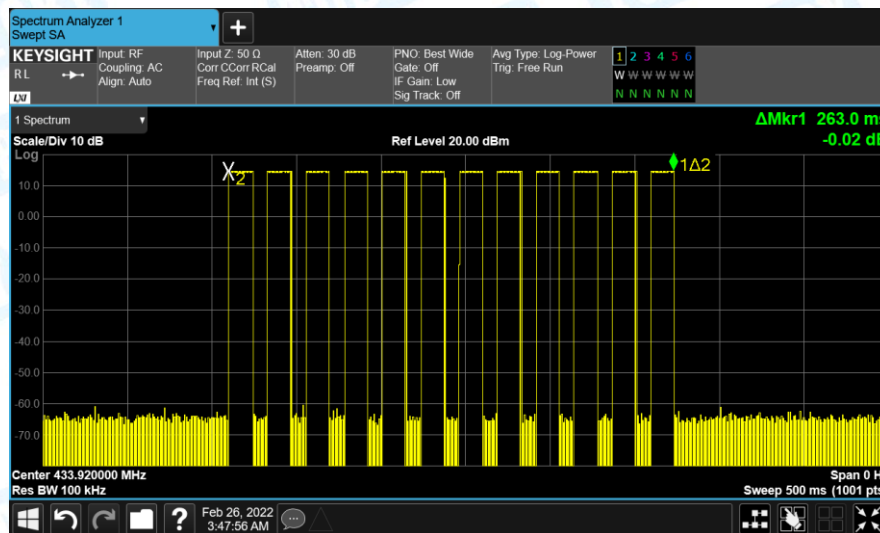 Spectrum Analyzer 1
Swept SA
+
KEYSIGHT
RL
LXI
Input: RF
Coupling: AC
Align: Auto
Input Z: 50 Ω
Corr CCorr RCal
Freq Ref: Int (S)
Atten: 30 dB
Preamp: Off
PNO: Best Wide
Gate: Off
IF Gain: Low
Sig Track: Off
Avg Type: Log-Power
Trig: Free Run
1 2 3 4 5 6
W W W W W W
N N N N N N
1 Spectrum
ΔMkr1 263.0 ms
-0.02 dB
Scale/Div 10 dB
Ref Level 20.00 dBm
Log
X2
1Δ2
10.0
0.00
-10.0
-20.0
-30.0
-40.0
-50.0
-60.0
-70.0
Center 433.920000 MHz
Span 0 H
Res BW 100 kHz
Sweep 500 ms (1001 pts
?
Feb 26, 2022
3:47:56 AM